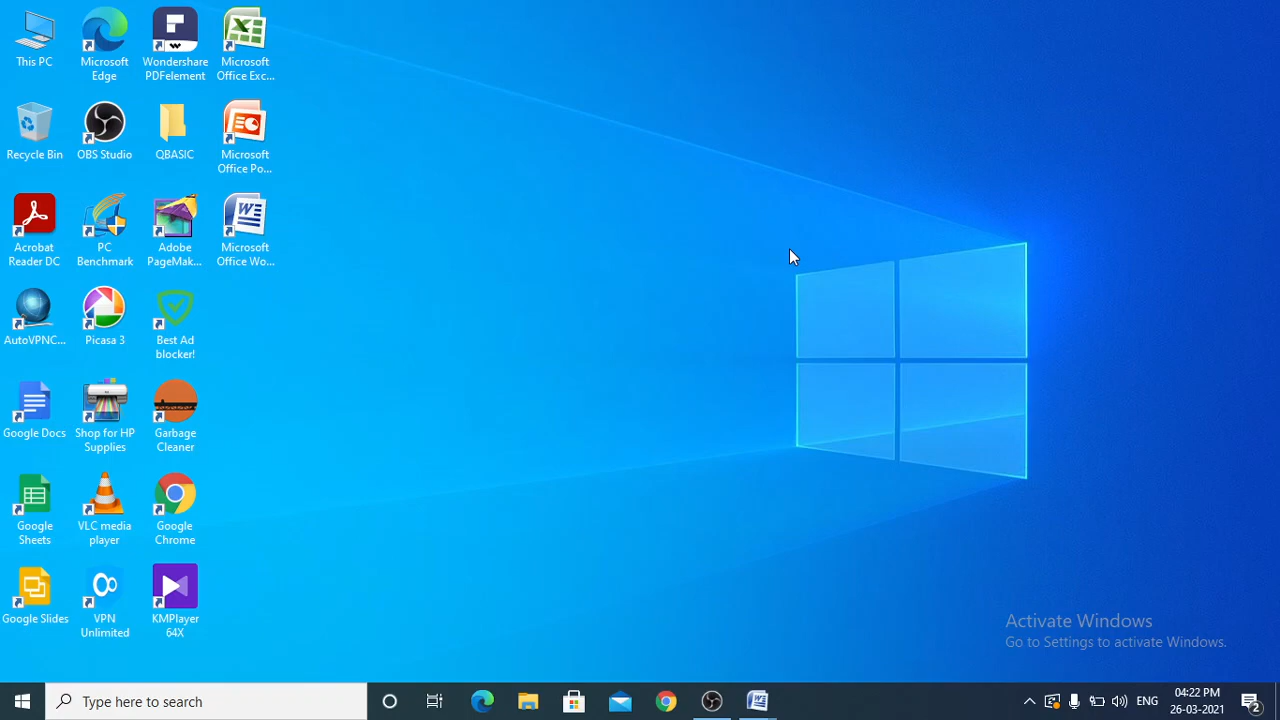 This PC
Microsoft
Edge
Wondershare
PDFelement
Microsoft
Office Exc...
Recycle Bin
OBS Studio
QBASIC
Microsoft
Office Po...
Acrobat
Reader DC
PC
Benchmark
Adobe
PageMak...
Microsoft
Office Wo...
AutoVPNC...
Picasa 3
Best Ad
blocker!
Google Docs
Shop for HP
Supplies
Garbage
Cleaner
Google
Sheets
VLC media
player
Google
Chrome
Google Slides
VPN
Unlimited
KMPlayer
64X
Activate Windows
Go to Settings to activate Windows.
Type here to search
ENG
04:22 PM
26-03-2021
2